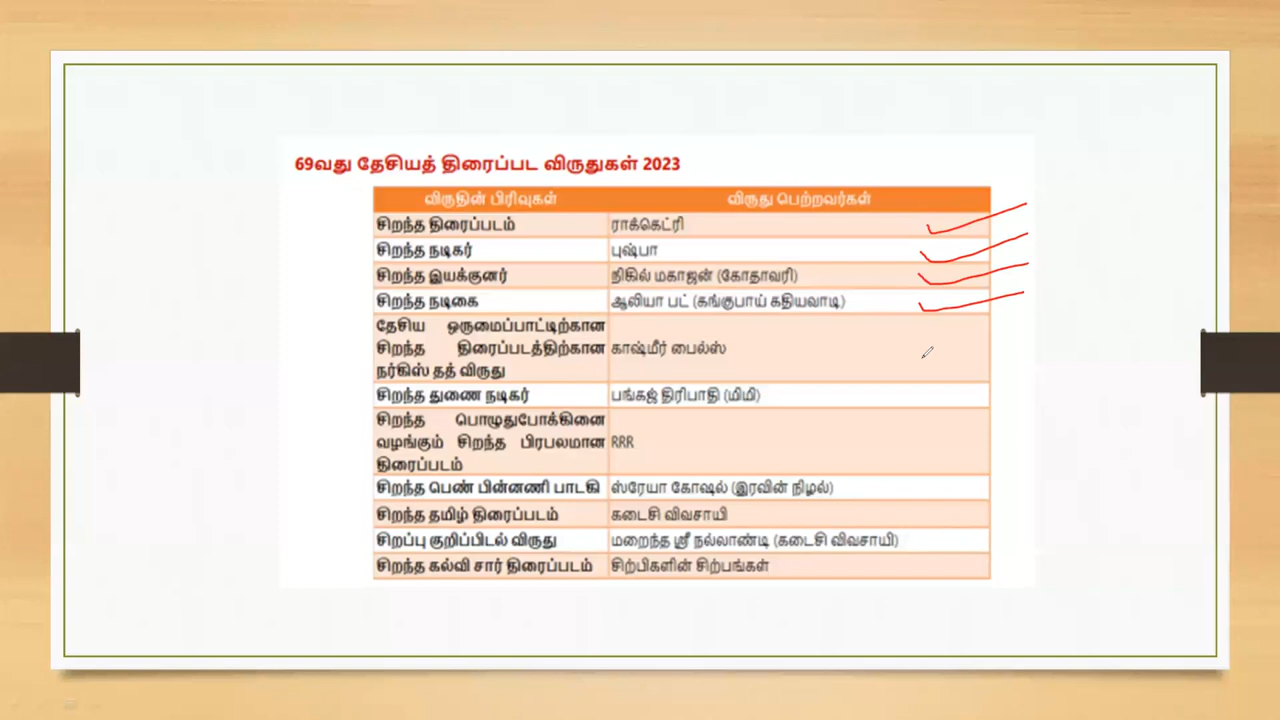 69வது தேசியத் திரைப்பட விருதுகள் 2023
விருதின் பிரிவுகள் விருது பெற்றவர்கள்
சிறந்த திரைப்படம் ராக்கெட்ரி
சிறந்த நடிகர் புஷ்பா
சிறந்த இயக்குனர் நிகில் மகாஜன் (கோதாவரி)
சிறந்த நடிகை ஆலியா பட் (கங்குபாய் கதியவாடி)
தேசிய ஒருமைப்பாட்டிற்கான
சிறந்த திரைப்படத்திற்கான காஷ்மீர் பைல்ஸ்
நர்கிஸ் தத் விருது
சிறந்த துணை நடிகர் பங்கஜ் திரிபாதி (மிமி)
சிறந்த பொழுதுபோக்கினை
வழங்கும் சிறந்த பிரபலமான RRR
திரைப்படம்
சிறந்த பெண் பின்னணி பாடகி ஸ்ரேயா கோஷல் (இரவின் நிழல்)
சிறந்த தமிழ் திரைப்படம் கடைசி விவசாயி
சிறப்பு குறிப்பிடல் விருது மறைந்த ஸ்ரீ நல்லாண்டி (கடைசி விவசாயி)
சிறந்த கல்வி சார் திரைப்படம் சிற்பிகளின் சிற்பங்கள்